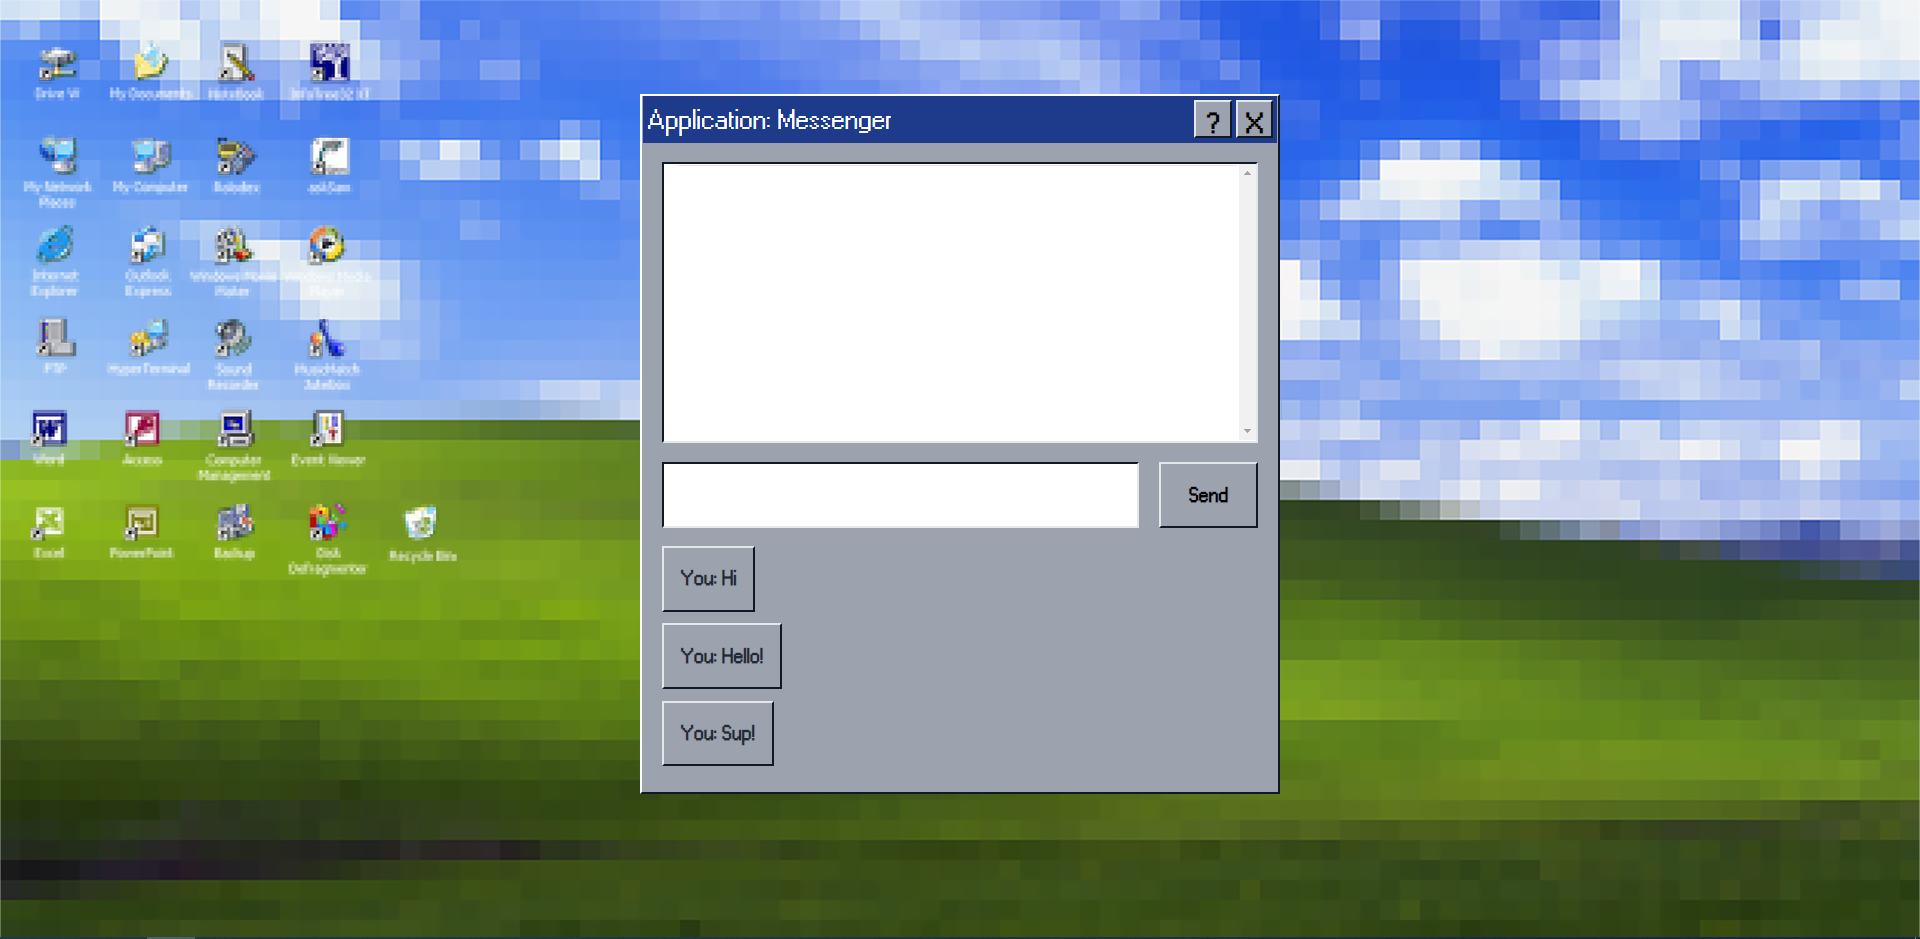 Drive W
My Documents
NoteBook
My Network
Places
My Computer
Rolodex
askSam
Internet
Explorer
Outlook
Express
Windows Movie
Maker
Windows Media
Player
FTP
HyperTerminal
Sound
Recorder
MusicMatch
Jukebox
Word
Access
Computer
Management
Event Viewer
Excel
PowerPoint
Backup
Disk
Defragmenter
Recycle Bin
Application: Messenger
?
X
Send
You: Hi
You: Hello!
You: Sup!